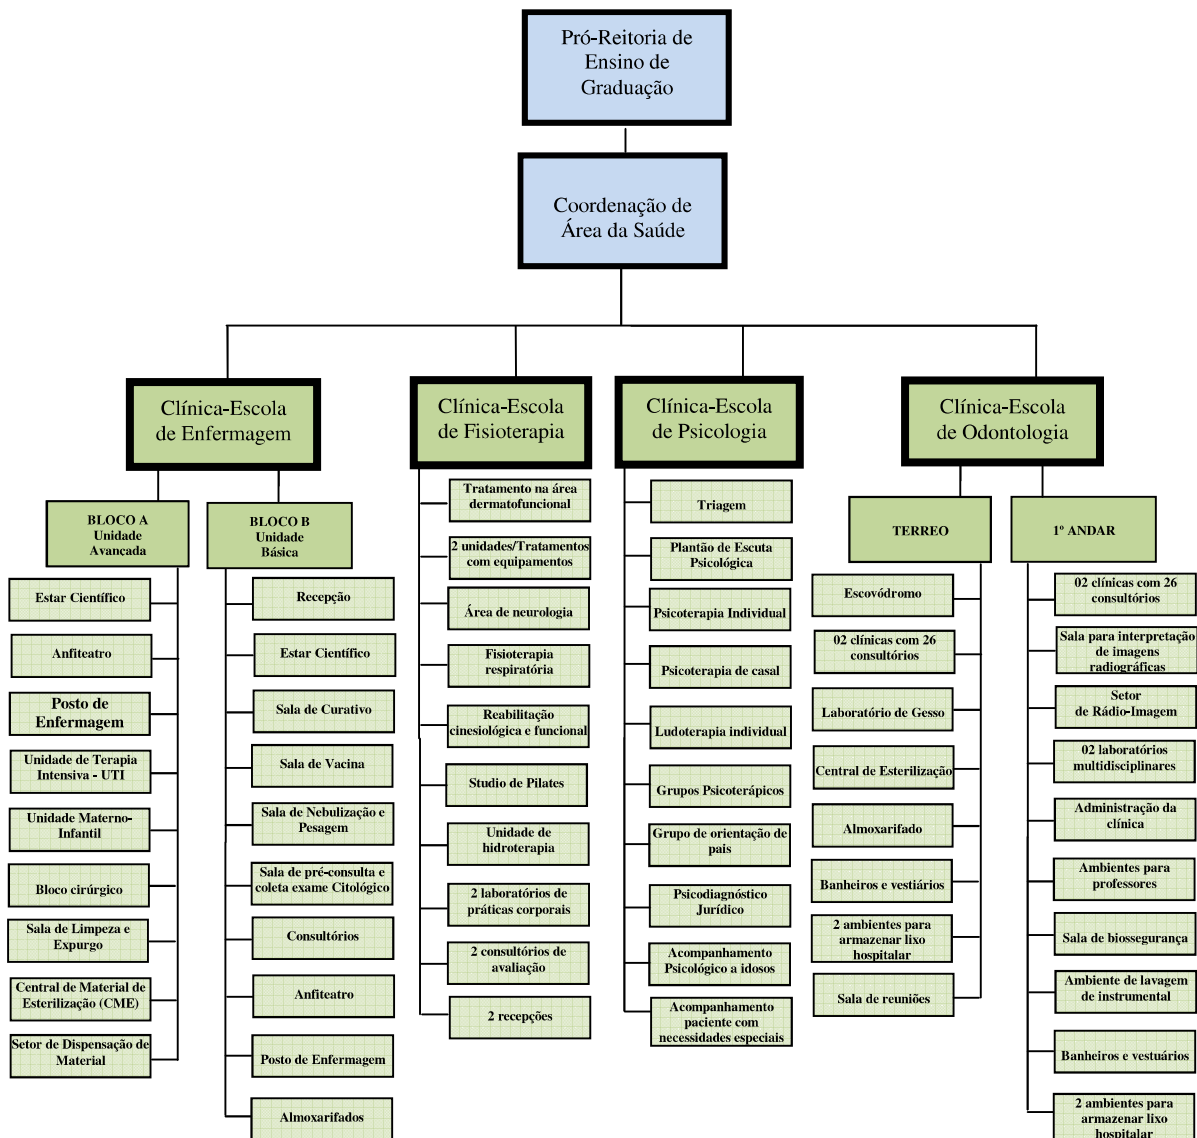 Pró-Reitoria de
Ensino de
Graduação
Coordenação de
Área da Saúde
Clínica-Escola
de Enfermagem
Clínica-Escola
de Fisioterapia
Clínica-Escola
de Psicologia
Clínica-Escola
de Odontologia
BLOCO A
Unidade
Avançada
Estar Científico
Anfiteatro
Posto de
Enfermagem
Unidade de Terapia
Intensiva - UTI
Unidade Materno-
Infantil
Bloco cirúrgico
Sala de Limpeza e
Expurgo
Central de Material de
Esterilização (CME)
Setor de Dispensação de
Material
BLOCO B
Unidade
Básica
Recepção
Estar Científico
Sala de Curativo
Sala de Vacina
Sala de Nebulização e
Pesagem
Sala de pré-consulta e
coleta exame Citológico
Consultórios
Anfiteatro
Posto de Enfermagem
Almoxarifados
Tratamento na área
dermatofuncional
2 unidades/Tratamentos
com equipamentos
Área de neurologia
Fisioterapia
respiratória
Reabilitação
cinesiológica e funcional
Studio de Pilates
Unidade de
hidroterapia
2 laboratórios de
práticas corporais
2 consultórios de
avaliação
2 recepções
Triagem
Plantão de Escuta
Psicológica
Psicoterapia Individual
Psicoterapia de casal
Ludoterapia individual
Grupos Psicoterápicos
Grupo de orientação de
pais
Psicodiagnóstico
Jurídico
Acompanhamento
Psicológico a idosos
Acompanhamento
paciente com
necessidades especiais
TERREO
Escovódromo
02 clínicas com 26
consultórios
Laboratório de Gesso
Central de Esterilização
Almoxarifado
Banheiros e vestiários
2 ambientes para
armazenar lixo
hospitalar
Sala de reuniões
1º ANDAR
02 clínicas com 26
consultórios
Sala para interpretação
de imagens
radiográficas
Setor
de Rádio-Imagem
02 laboratórios
multidisciplinares
Administração da
clínica
Ambientes para
professores
Sala de biossegurança
Ambiente de lavagem
de instrumental
Banheiros e vestuários
2 ambientes para
armazenar lixo
hospitalar